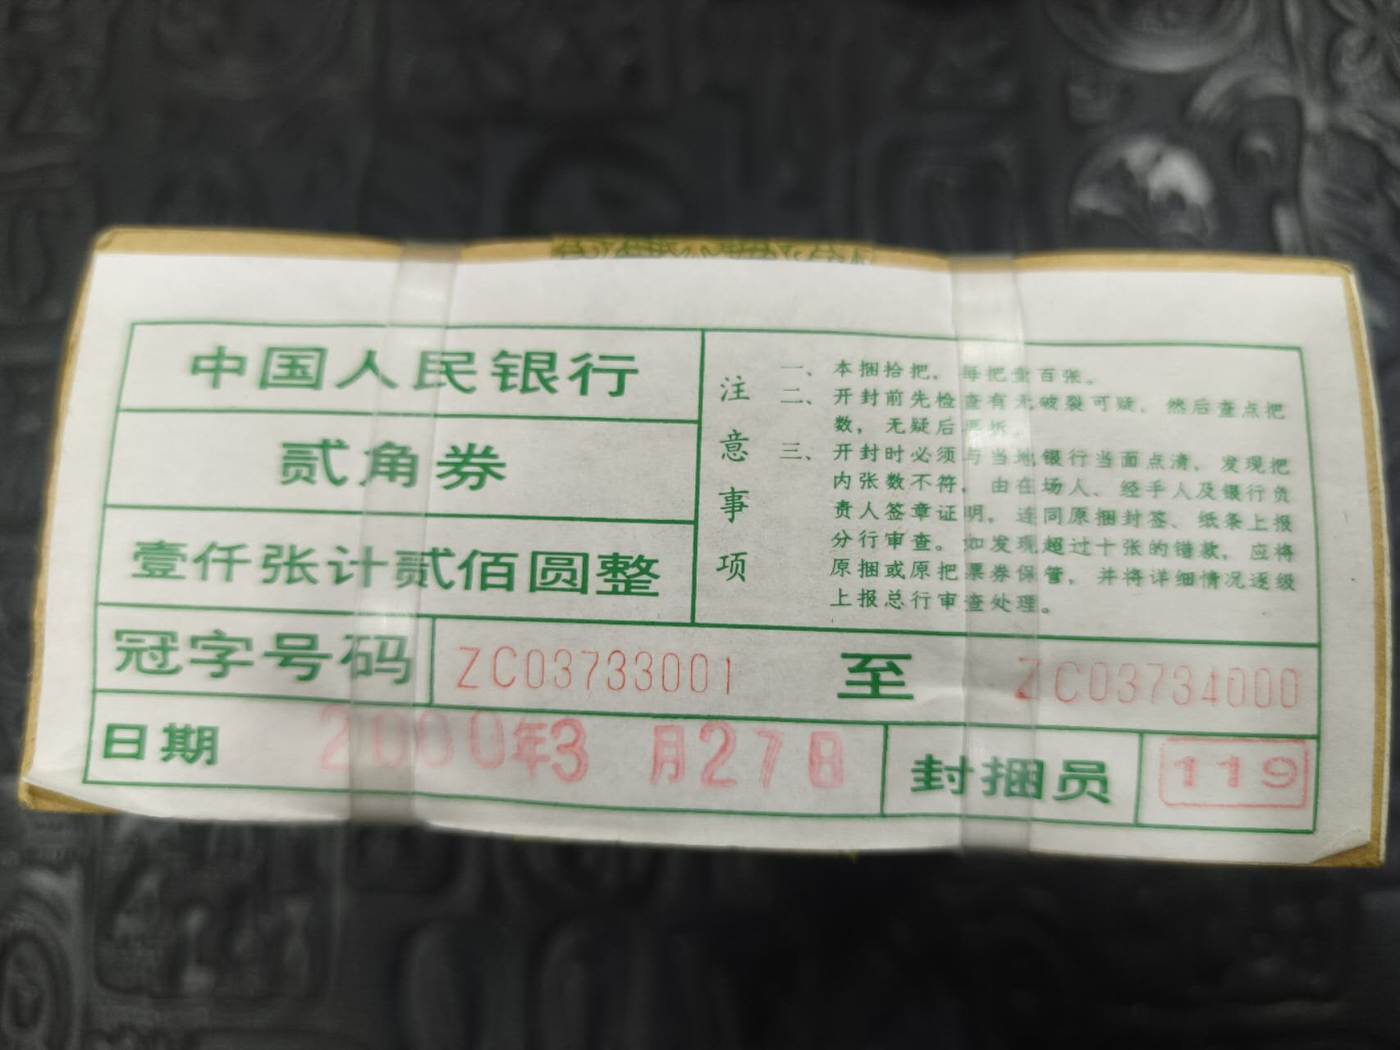 中国人民银行
贰角券
壹仟张计贰佰圆整
冠字号码 ZC03733001 至 ZC03734000
日期 2000年3月27日 封捆员 119
注意事项
一、本捆拾把，每把壹百张。
二、开封前先检查有无破裂可疑，然后查点把
数，无疑后再拆。
三、开封时必须与当地银行当面点清，发现把
内张数不符，由在场人、经手人及银行负
责人签章证明，连同原捆封签、纸条上报
分行审查。如发现超过十张的错款，应将
原捆或原把票券保管，并将详细情况逐级
上报总行审查处理。